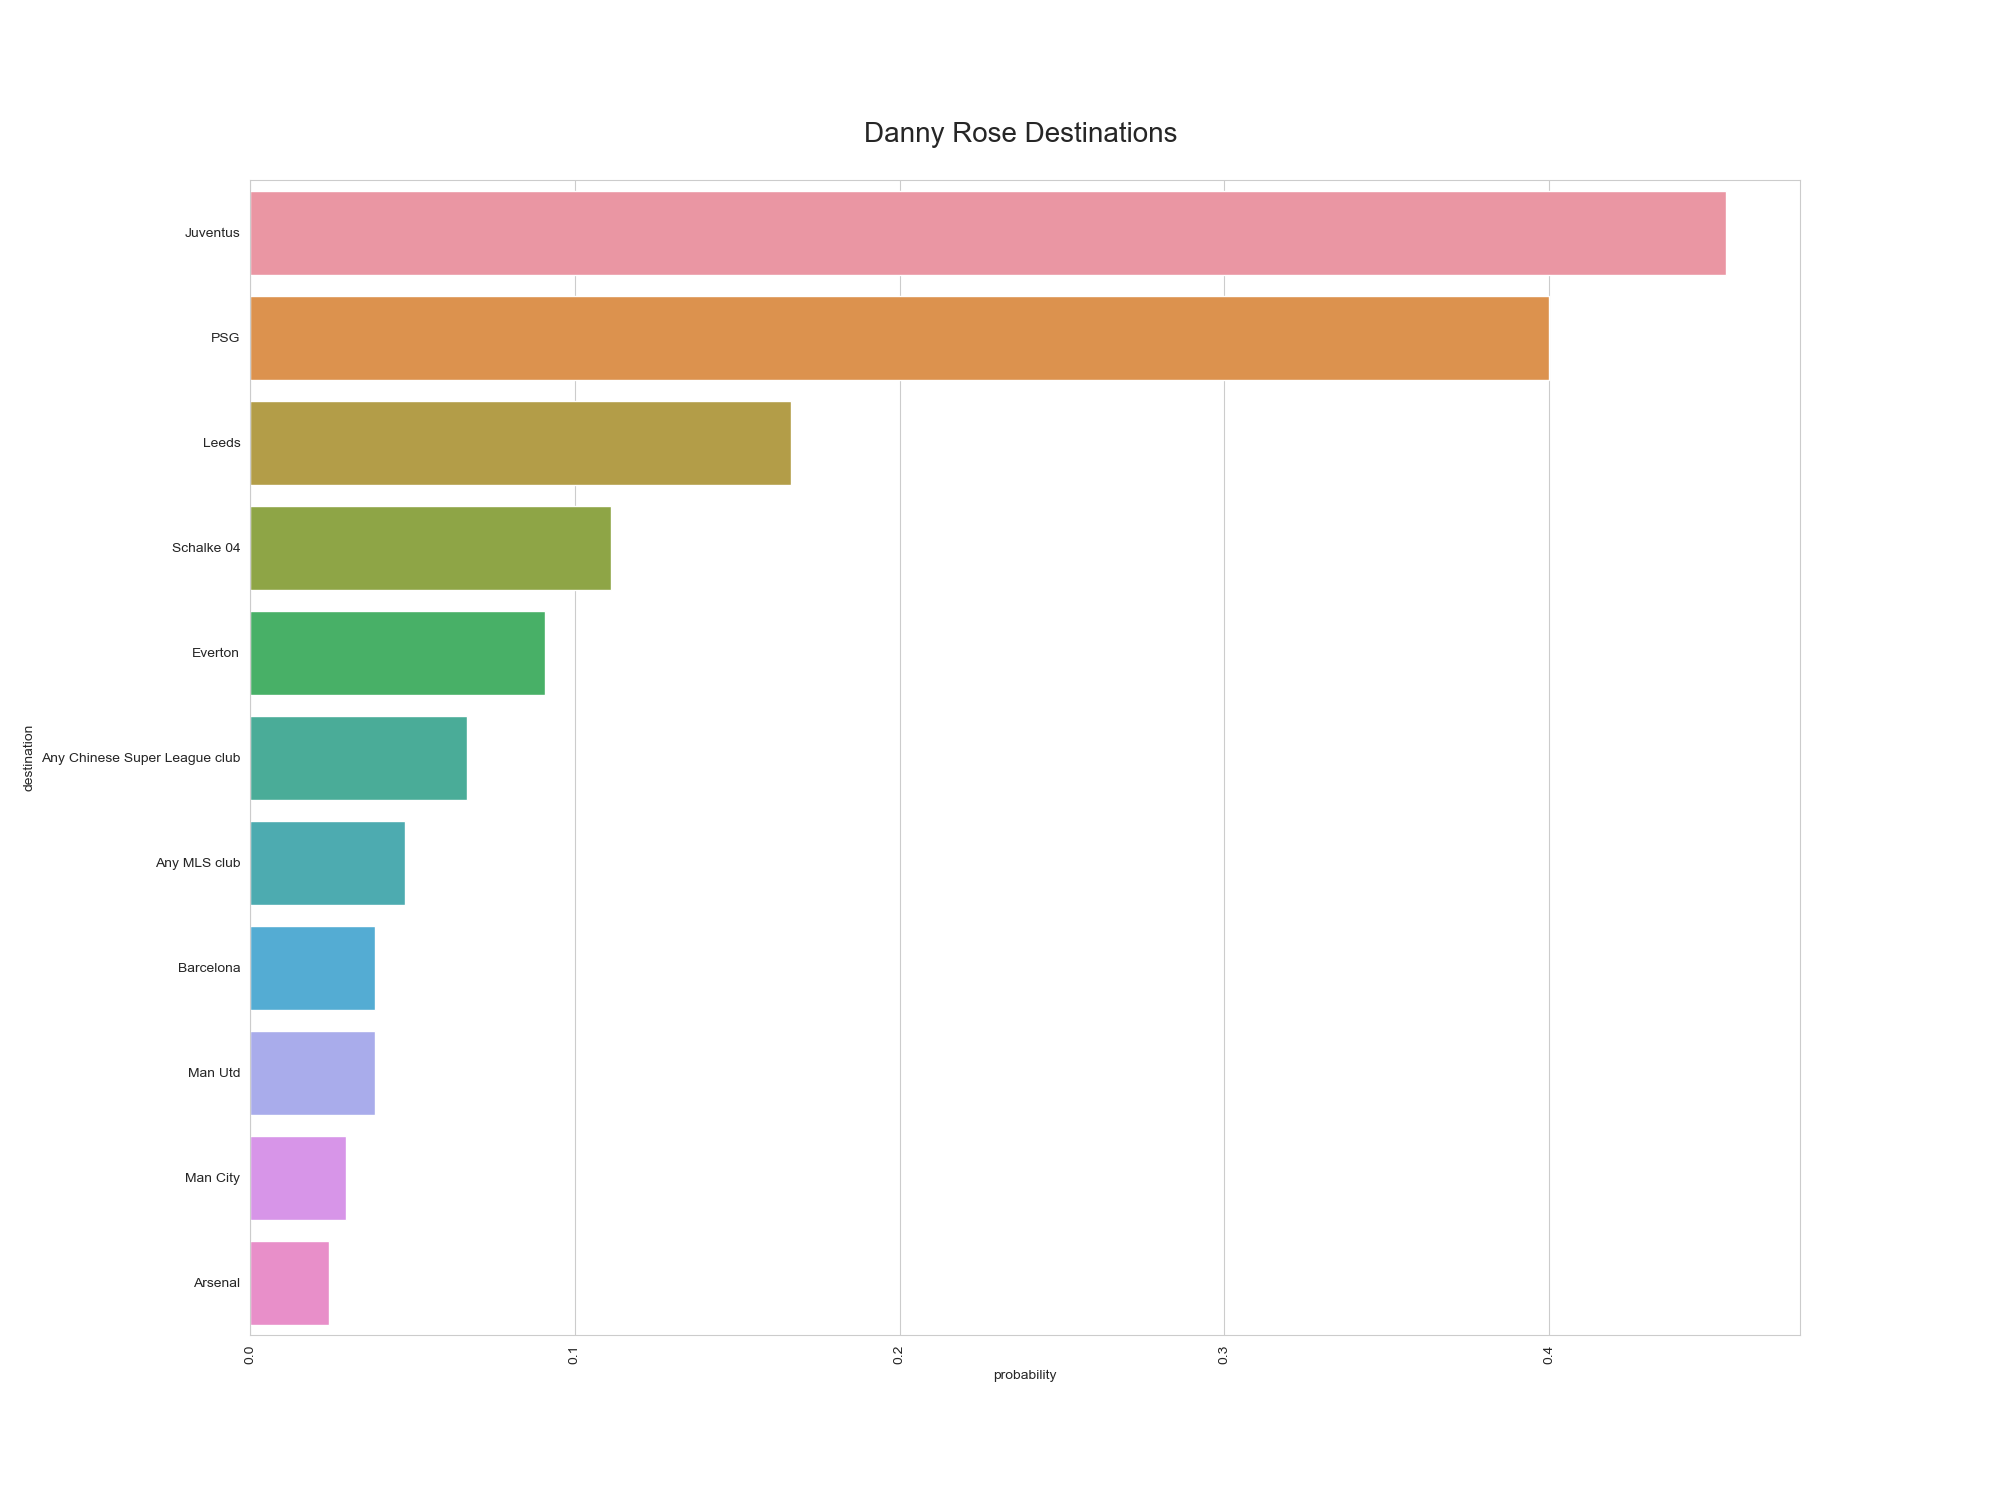 Danny Rose Destinations
Juventus
PSG
Leeds
Schalke 04
Everton
Any Chinese Super League club
Any MLS club
Barcelona
Man Utd
Man City
Arsenal
destination
0.0
0.1
0.2
0.3
0.4
probability